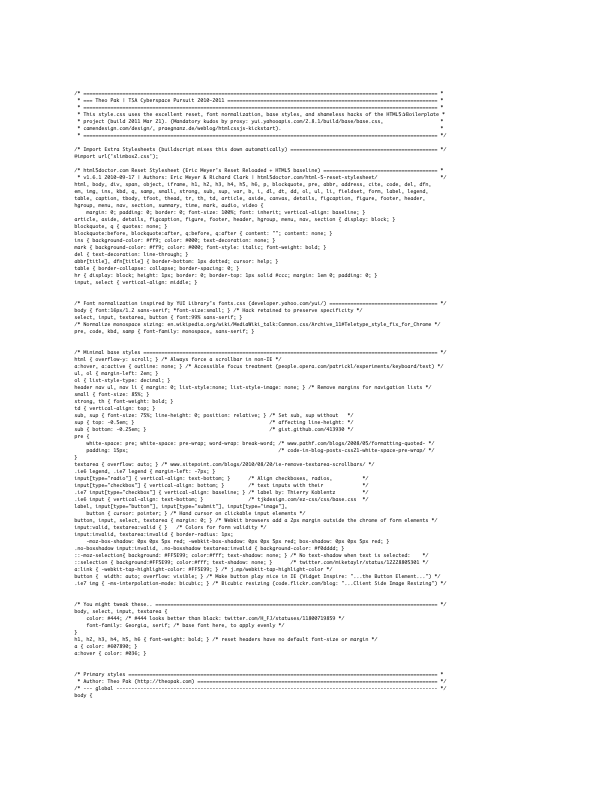 /* ============================================================================================== *
 * === Theo Pak | TSA Cyberspace Pursuit 2010-2011 ========================================================= *
 * ============================================================================================== *
 * This style.css uses the excellent reset, font normalization, base styles, and shameless hacks of the HTML5âBoilerplate *
 * project (build 2011 Mar 21). (Mandatory kudos by proxy: yui.yahooapis.com/2.8.1/build/base/base.css, *
 * camendesign.com/design/, praegnanz.de/weblog/htmlcssjs-kickstart). *
 * ============================================================================================== */
/* Import Extra Stylesheets (buildscript mixes this down automatically) ======================================== */
@import url("slimbox2.css");
/* html5doctor.com Reset Stylesheet (Eric Meyer's Reset Reloaded + HTML5 baseline) ================================ *
 * v1.6.1 2010-09-17 | Authors: Eric Meyer & Richard Clark | html5doctor.com/html-5-reset-stylesheet/ */
html, body, div, span, object, iframe, h1, h2, h3, h4, h5, h6, p, blockquote, pre, abbr, address, cite, code, del, dfn,
em, img, ins, kbd, q, samp, small, strong, sub, sup, var, b, i, dl, dt, dd, ol, ul, li, fieldset, form, label, legend,
table, caption, tbody, tfoot, thead, tr, th, td, article, aside, canvas, details, figcaption, figure, footer, header,
hgroup, menu, nav, section, summary, time, mark, audio, video {
margin: 0; padding: 0; border: 0; font-size: 100%; font: inherit; vertical-align: baseline; }
article, aside, details, figcaption, figure, footer, header, hgroup, menu, nav, section { display: block; }
blockquote, q { quotes: none; }
blockquote:before, blockquote:after, q:before, q:after { content: ""; content: none; }
ins { background-color: #ff9; color: #000; text-decoration: none; }
mark { background-color: #ff9; color: #000; font-style: italic; font-weight: bold; }
del { text-decoration: line-through; }
abbr[title], dfn[title] { border-bottom: 1px dotted; cursor: help; }
table { border-collapse: collapse; border-spacing: 0; }
hr { display: block; height: 1px; border: 0; border-top: 1px solid #ccc; margin: 1em 0; padding: 0; }
input, select { vertical-align: middle; }
/* Font normalization inspired by YUI Library's fonts.css (developer.yahoo.com/yui/) ============================== */
body { font:16px/1.2 sans-serif; *font-size:small; } /* Hack retained to preserve specificity */
select, input, textarea, button { font:99% sans-serif; }
/* Normalize monospace sizing: en.wikipedia.org/wiki/MediaWiki_talk:Common.css/Archive_11#Teletype_style_fix_for_Chrome */
pre, code, kbd, samp { font-family: monospace, sans-serif; }
/* Minimal base styles ============================================================================== */
html { overflow-y: scroll; } /* Always force a scrollbar in non-IE */
a:hover, a:active { outline: none; } /* Accessible focus treatment (people.opera.com/patrickl/experiments/keyboard/test) */
ul, ol { margin-left: 2em; }
ol { list-style-type: decimal; }
header nav ul, nav li { margin: 0; list-style:none; list-style-image: none; } /* Remove margins for navigation lists */
small { font-size: 85%; }
strong, th { font-weight: bold; }
td { vertical-align: top; }
sub, sup { font-size: 75%; line-height: 0; position: relative; } /* Set sub, sup without */
sup { top: -0.5em; } /* affecting line-height: */
sub { bottom: -0.25em; } /* gist.github.com/413930 */
pre {
white-space: pre; white-space: pre-wrap; word-wrap: break-word; /* www.pathf.com/blogs/2008/05/formatting-quoted- */
padding: 15px; /* code-in-blog-posts-css21-white-space-pre-wrap/ */
}
textarea { overflow: auto; } /* www.sitepoint.com/blogs/2010/08/20/ie-remove-textarea-scrollbars/ */
.ie6 legend, .ie7 legend { margin-left: -7px; }
input[type="radio"] { vertical-align: text-bottom; } /* Align checkboxes, radios, */
input[type="checkbox"] { vertical-align: bottom; } /* text inputs with their */
.ie7 input[type="checkbox"] { vertical-align: baseline; } /* label by: Thierry Koblentz */
.ie6 input { vertical-align: text-bottom; } /* tjkdesign.com/ez-css/css/base.css */
label, input[type="button"], input[type="submit"], input[type="image"],
button { cursor: pointer; } /* Hand cursor on clickable input elements */
button, input, select, textarea { margin: 0; } /* Webkit browsers add a 2px margin outside the chrome of form elements */
input:valid, textarea:valid { } /* Colors for form validity */
input:invalid, textarea:invalid { border-radius: 1px;
-moz-box-shadow: 0px 0px 5px red; -webkit-box-shadow: 0px 0px 5px red; box-shadow: 0px 0px 5px red; }
.no-boxshadow input:invalid, .no-boxshadow textarea:invalid { background-color: #f0dddd; }
::-moz-selection{ background: #FF5E99; color:#fff; text-shadow: none; } /* No text-shadow when text is selected: */
::selection { background:#FF5E99; color:#fff; text-shadow: none; } /* twitter.com/miketaylr/status/12228805301 */
a:link { -webkit-tap-highlight-color: #FF5E99; } /* j.mp/webkit-tap-highlight-color */
button { width: auto; overflow: visible; } /* Make button play nice in IE (Vidget Inspire: "...the Button Element...") */
.ie7 img { -ms-interpolation-mode: bicubic; } /* Bicubic resizing (code.flickr.com/blog: "...Client Side Image Resizing") */
/* You might tweak these.. =========================================================================== */
body, select, input, textarea {
color: #444; /* #444 looks better than black: twitter.com/H_FJ/statuses/11800719859 */
font-family: Georgia, serif; /* base font here, to apply evenly */
}
h1, h2, h3, h4, h5, h6 { font-weight: bold; } /* reset headers have no default font-size or margin */
a { color: #607890; }
a:hover { color: #036; }
/* Primary styles ================================================================================== *
 * Author: Theo Pak (http://theopak.com) ================================================================ */
/* --- global ------------------------------------------------------------------------------------- */
body {